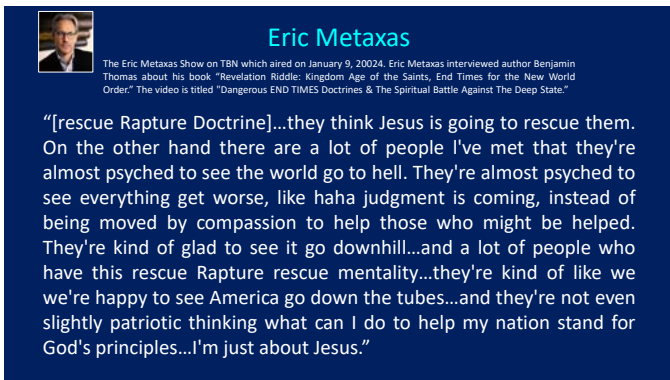 Eric Metaxas
The Eric Metaxas Show on TBN which aired on January 9, 20024. Eric Metaxas interviewed author Benjamin
Thomas about his book “Revelation Riddle: Kingdom Age of the Saints, End Times for the New World
Order.” The video is titled "Dangerous END TIMES Doctrines & The Spiritual Battle Against The Deep State.”
“[rescue Rapture Doctrine]…they think Jesus is going to rescue them.
On the other hand there are a lot of people I've met that they're
almost psyched to see the world go to hell. They're almost psyched to
see everything get worse, like haha judgment is coming, instead of
being moved by compassion to help those who might be helped.
They're kind of glad to see it go downhill…and a lot of people who
have this rescue Rapture rescue mentality…they're kind of like we
we're happy to see America go down the tubes…and they're not even
slightly patriotic thinking what can I do to help my nation stand for
God's principles…I'm just about Jesus.”